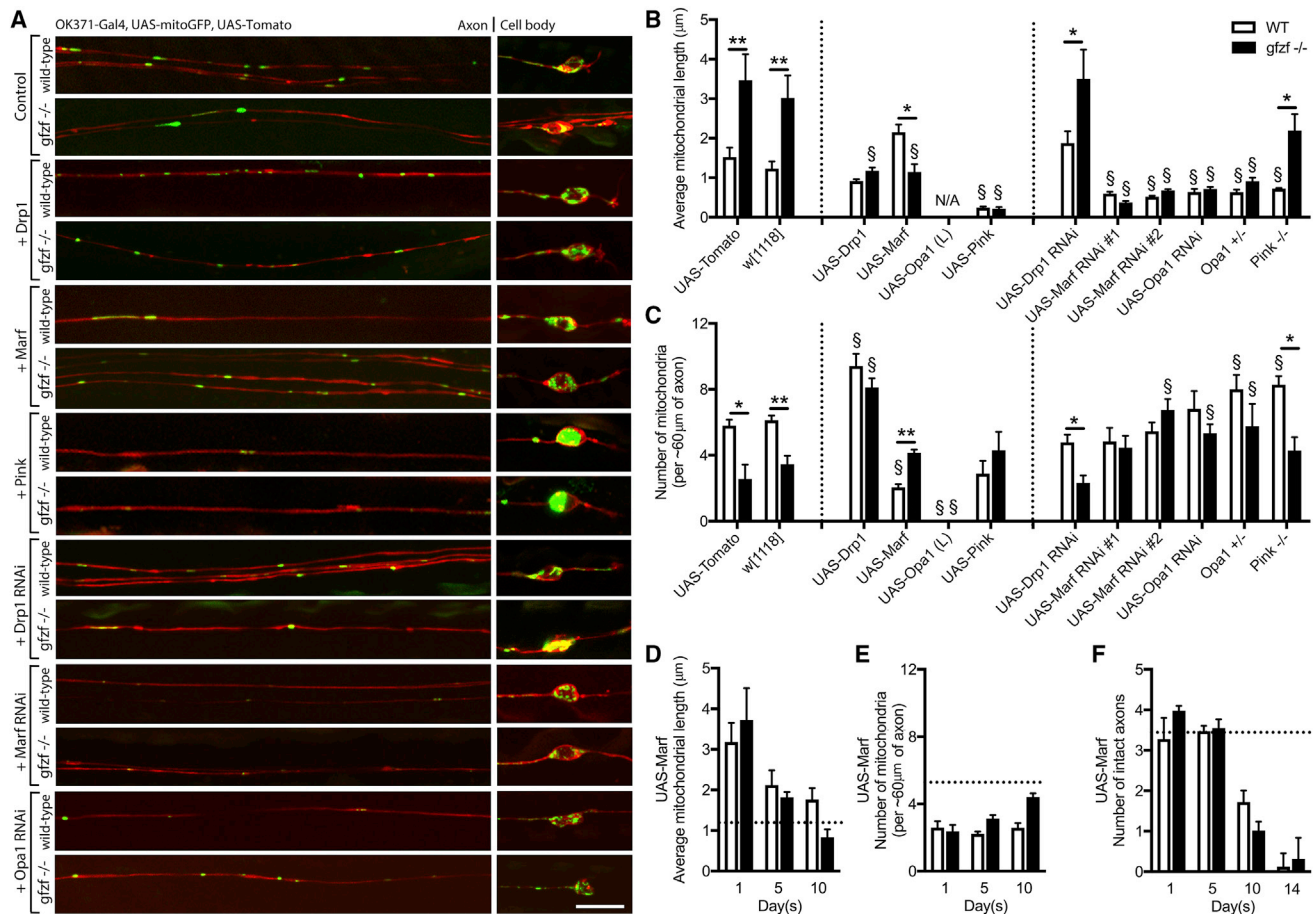 A
OK371-Gal4, UAS-mitoGFP, UAS-Tomato
Axon | Cell body
Control
wild-type
gfzf -/-
+ Drp1
wild-type
gfzf -/-
+ Marf
wild-type
gfzf -/-
+ Pink
wild-type
gfzf -/-
+ Drp1 RNAi
wild-type
gfzf -/-
+ Marf RNAi
wild-type
gfzf -/-
+ Opa1 RNAi
wild-type
gfzf -/-
B
Average mitochondrial length (μm)
5
4
3
2
1
0
** ** * N/A * *
§ § § § § § § § § § § § § §
WT
gfzf -/-
UAS-Tomato
w[1118]
UAS-Drp1
UAS-Marf
UAS-Opa1 (L)
UAS-Pink
UAS-Drp1 RNAi
UAS-Marf RNAi #1
UAS-Marf RNAi #2
UAS-Opa1 RNAi
Opa1 +/-
Pink -/-
C
Number of mitochondria
(per ~60μm of axon)
12
8
4
0
* ** ** * *
§ § § § § § § § § §
UAS-Tomato
w[1118]
UAS-Drp1
UAS-Marf
UAS-Opa1 (L)
UAS-Pink
UAS-Drp1 RNAi
UAS-Marf RNAi #1
UAS-Marf RNAi #2
UAS-Opa1 RNAi
Opa1 +/-
Pink -/-
D
UAS-Marf
Average mitochondrial length (μm)
5
4
3
2
1
0
1 5 10
Day(s)
E
UAS-Marf
Number of mitochondria
(per ~60μm of axon)
12
8
4
0
1 5 10
Day(s)
F
UAS-Marf
Number of intact axons
5
4
3
2
1
0
1 5 10 14
Day(s)